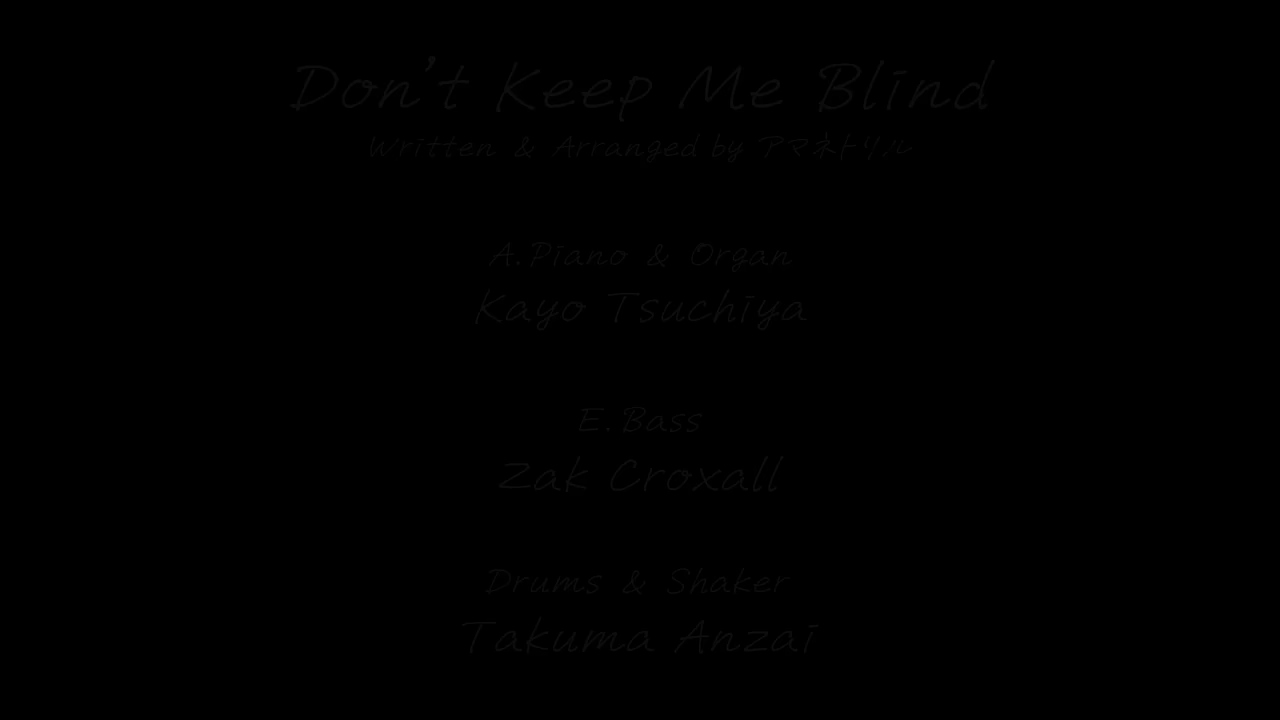 Don't Keep Me Blind
Written & Arranged by アマネトリル
A.Piano & Organ
Kayo Tsuchiya
E.Bass
Zak Croxall
Drums & Shaker
Takuma Anzai